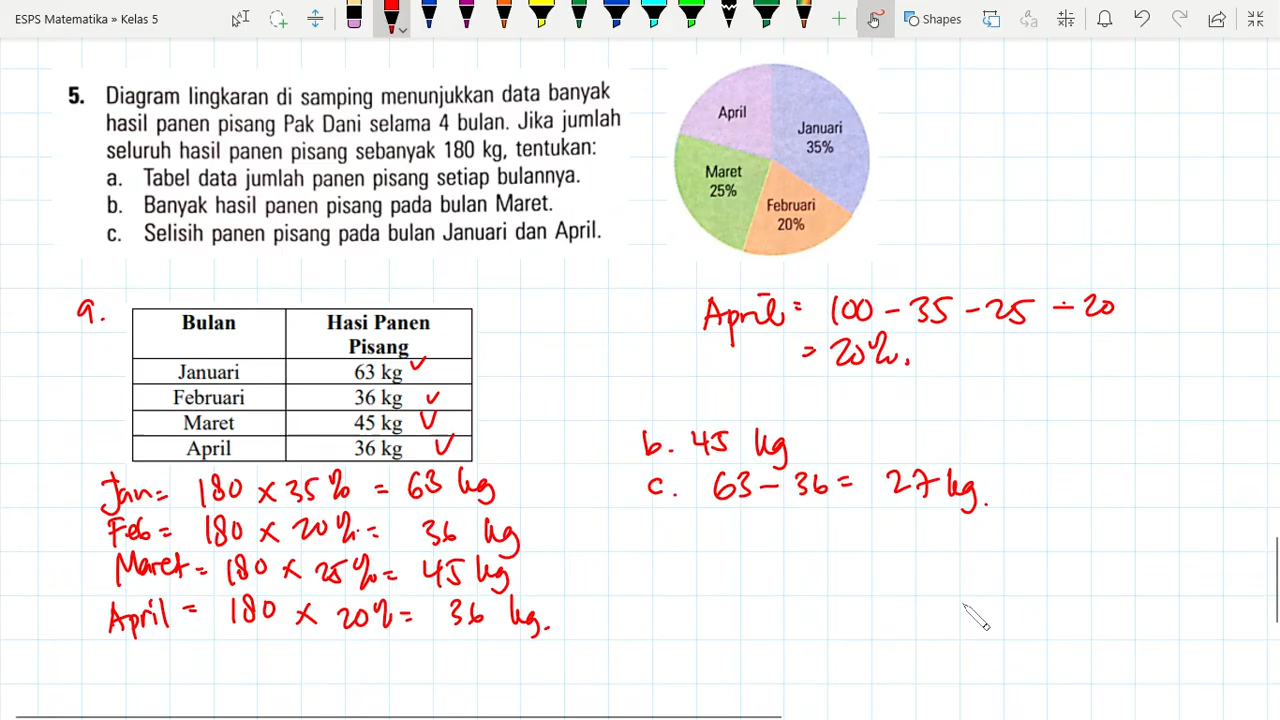 ESPS Matematika » Kelas 5
Shapes
5. Diagram lingkaran di samping menunjukkan data banyak
hasil panen pisang Pak Dani selama 4 bulan. Jika jumlah
seluruh hasil panen pisang sebanyak 180 kg, tentukan:
a. Tabel data jumlah panen pisang setiap bulannya.
b. Banyak hasil panen pisang pada bulan Maret.
c. Selisih panen pisang pada bulan Januari dan April.
April
Januari
35%
Maret
25%
Februari
20%
a.
Bulan Hasi Panen
Pisang
Januari 63 kg ✓
Februari 36 kg ✓
Maret 45 kg ✓
April 36 kg ✓
Jan = 180 × 35% = 63 kg
Feb = 180 × 20% = 36 kg
Maret = 180 × 25% = 45 kg
April = 180 × 20% = 36 kg.
April = 100 - 35 - 25 - 20
= 20%.
b. 45 kg
c. 63 - 36 = 27 kg.